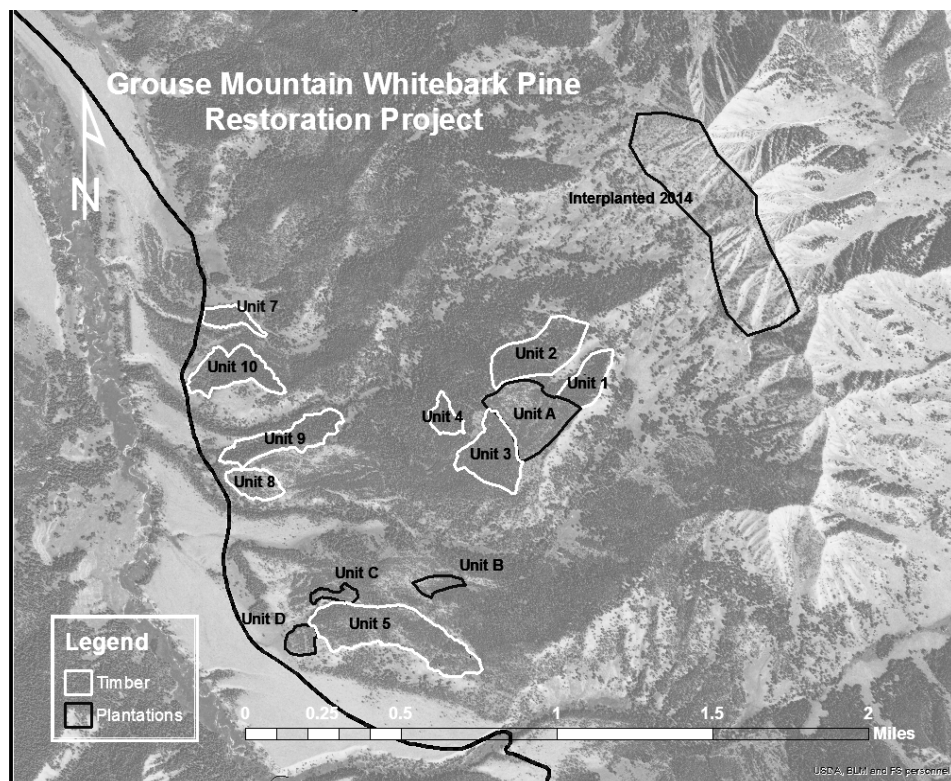 Grouse Mountain Whitebark Pine
Restoration Project
N
Interplanted 2014
Unit 7
Unit 2
Unit 10
Unit 1
Unit 4
Unit A
Unit 9
Unit 3
Unit 8
Unit B
Unit C
Unit D
Unit 5
Legend
Timber
Plantations
0 0.25 0.5 1 1.5 2
Miles
USDA, BLM and FS personne